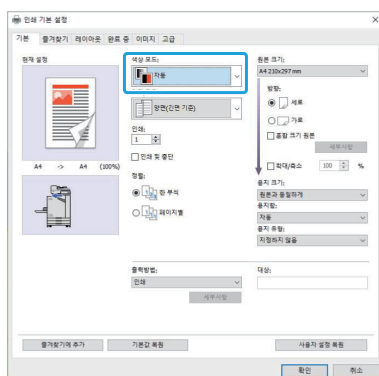 인쇄 기본 설정
기본 즐겨찾기 레이아웃 완료 중 이미지 고급
현재 설정
A4 -> A4 (100%)
색상 모드:
자동
양면(긴면 기준)
인쇄:
1
인쇄 및 중단
정렬:
한 부씩
페이지별
출력방법:
인쇄
세부사항
원본 크기:
A4 210x297 mm
방향:
세로
가로
혼합 크기 원본
세부사항
확대/축소 100 %
용지 크기:
원본과 동일하게
용지함:
자동
용지 유형:
지정하지 않음
대상:
즐겨찾기에 추가 기본값 복원 사용자 설정 복원
확인 취소